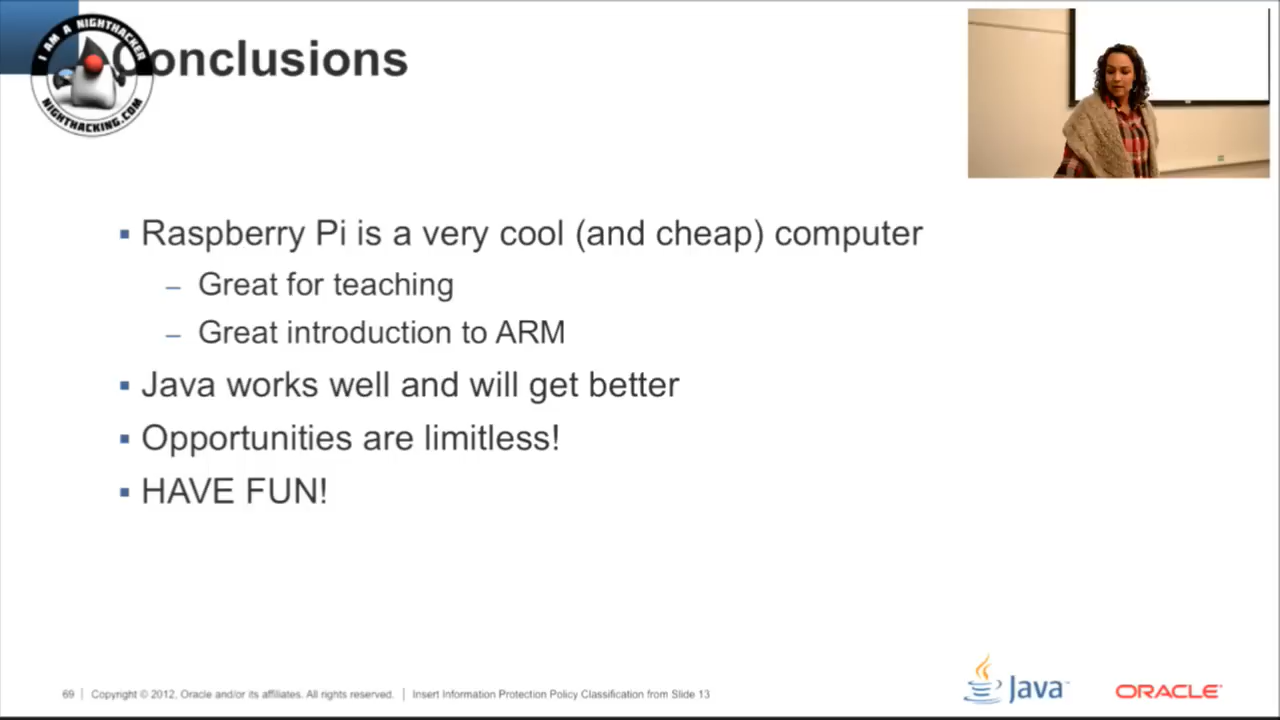 I AM A NIGHTHACKER
NIGHTHACKING.COM
Conclusions
Raspberry Pi is a very cool (and cheap) computer
– Great for teaching
– Great introduction to ARM
Java works well and will get better
Opportunities are limitless!
HAVE FUN!
69 | Copyright © 2012, Oracle and/or its affiliates. All rights reserved. | Insert Information Protection Policy Classification from Slide 13
Java™
ORACLE®